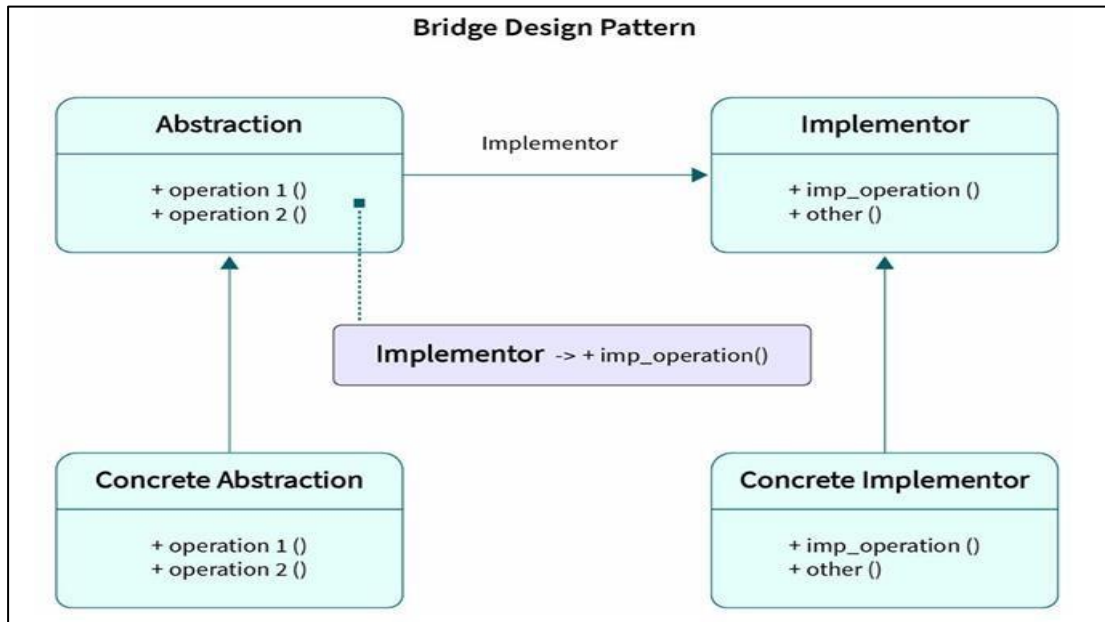 Bridge Design Pattern
Abstraction
+ operation 1 ()
+ operation 2 ()
Implementor
Implementor
+ imp_operation ()
+ other ()
Implementor -> + imp_operation()
Concrete Abstraction
+ operation 1 ()
+ operation 2 ()
Concrete Implementor
+ imp_operation ()
+ other ()